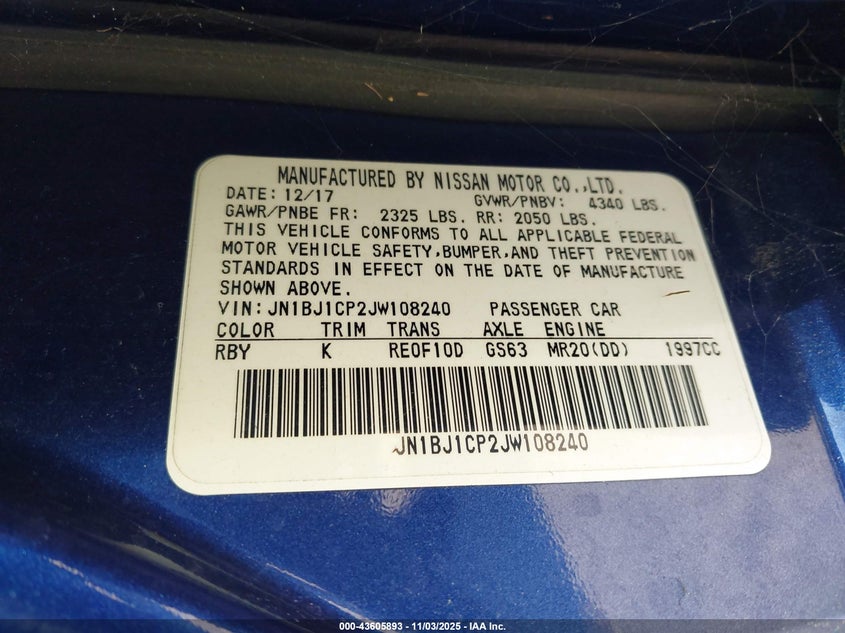 MANUFACTURED BY NISSAN MOTOR CO.,LTD.
DATE: 12/17 GVWR/PNBV: 4340 LBS.
GAWR/PNBE FR: 2325 LBS. RR: 2050 LBS.
THIS VEHICLE CONFORMS TO ALL APPLICABLE FEDERAL
MOTOR VEHICLE SAFETY,BUMPER,AND THEFT PREVENTION
STANDARDS IN EFFECT ON THE DATE OF MANUFACTURE
SHOWN ABOVE.
VIN:JN1BJ1CP2JW108240 PASSENGER CAR
COLOR TRIM TRANS AXLE ENGINE
RBY K RE0F10D GS63 MR20(DD) 1997CC
JN1BJ1CP2JW108240
000-43605893 - 11/03/2025 - IAA Inc.